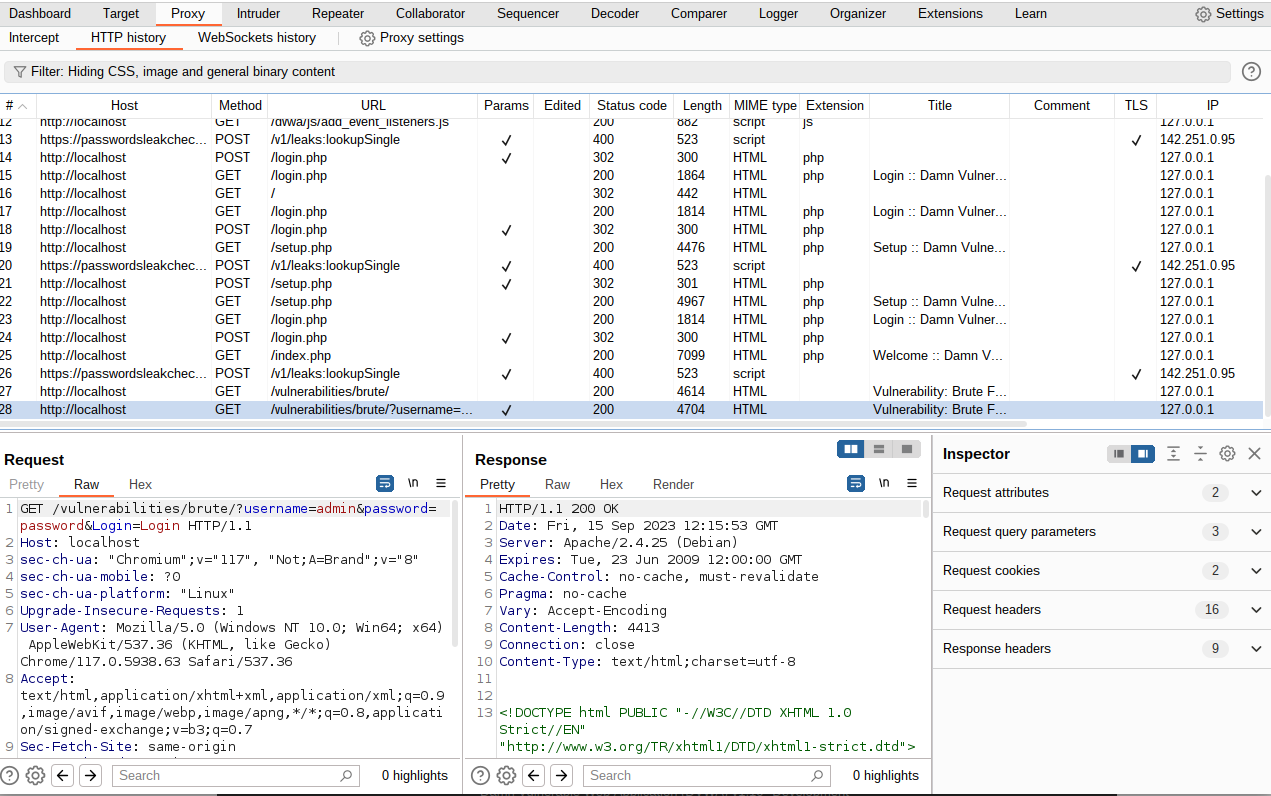 Dashboard Target Proxy Intruder Repeater Collaborator Sequencer Decoder Comparer Logger Organizer Extensions Learn Settings
Intercept HTTP history WebSockets history Proxy settings
Filter: Hiding CSS, image and general binary content
# Host Method URL Params Edited Status code Length MIME type Extension Title Comment TLS IP
12 http://localhost GET /dvwa/js/add_event_listeners.js 200 882 script js 127.0.0.1
13 https://passwordsleakchec... POST /v1/leaks:lookupSingle ✓ 400 523 script ✓ 142.251.0.95
14 http://localhost POST /login.php ✓ 302 300 HTML php 127.0.0.1
15 http://localhost GET /login.php 200 1864 HTML php Login :: Damn Vulner... 127.0.0.1
16 http://localhost GET / 302 442 HTML 127.0.0.1
17 http://localhost GET /login.php 200 1814 HTML php Login :: Damn Vulner... 127.0.0.1
18 http://localhost POST /login.php ✓ 302 300 HTML php 127.0.0.1
19 http://localhost GET /setup.php 200 4476 HTML php Setup :: Damn Vulne... 127.0.0.1
20 https://passwordsleakchec... POST /v1/leaks:lookupSingle ✓ 400 523 script ✓ 142.251.0.95
21 http://localhost POST /setup.php ✓ 302 301 HTML php 127.0.0.1
22 http://localhost GET /setup.php 200 4967 HTML php Setup :: Damn Vulne... 127.0.0.1
23 http://localhost GET /login.php 200 1814 HTML php Login :: Damn Vulner... 127.0.0.1
24 http://localhost POST /login.php ✓ 302 300 HTML php 127.0.0.1
25 http://localhost GET /index.php 200 7099 HTML php Welcome :: Damn V... 127.0.0.1
26 https://passwordsleakchec... POST /v1/leaks:lookupSingle ✓ 400 523 script ✓ 142.251.0.95
27 http://localhost GET /vulnerabilities/brute/ 200 4614 HTML Vulnerability: Brute F... 127.0.0.1
28 http://localhost GET /vulnerabilities/brute/?username=... ✓ 200 4704 HTML Vulnerability: Brute F... 127.0.0.1
Request
Pretty Raw Hex \n
1 GET /vulnerabilities/brute/?username=admin&password=
password&Login=Login HTTP/1.1
2 Host: localhost
3 sec-ch-ua: "Chromium";v="117", "Not;A=Brand";v="8"
4 sec-ch-ua-mobile: ?0
5 sec-ch-ua-platform: "Linux"
6 Upgrade-Insecure-Requests: 1
7 User-Agent: Mozilla/5.0 (Windows NT 10.0; Win64; x64)
AppleWebKit/537.36 (KHTML, like Gecko)
Chrome/117.0.5938.63 Safari/537.36
8 Accept:
text/html,application/xhtml+xml,application/xml;q=0.9
,image/avif,image/webp,image/apng,*/*;q=0.8,applicati
on/signed-exchange;v=b3;q=0.7
9 Sec-Fetch-Site: same-origin
Search 0 highlights
Response
Pretty Raw Hex Render \n
1 HTTP/1.1 200 OK
2 Date: Fri, 15 Sep 2023 12:15:53 GMT
3 Server: Apache/2.4.25 (Debian)
4 Expires: Tue, 23 Jun 2009 12:00:00 GMT
5 Cache-Control: no-cache, must-revalidate
6 Pragma: no-cache
7 Vary: Accept-Encoding
8 Content-Length: 4413
9 Connection: close
10 Content-Type: text/html;charset=utf-8
11
12
13 <!DOCTYPE html PUBLIC "-//W3C//DTD XHTML 1.0
Strict//EN"
"http://www.w3.org/TR/xhtml1/DTD/xhtml1-strict.dtd">
Search 0 highlights
Inspector
Request attributes 2
Request query parameters 3
Request cookies 2
Request headers 16
Response headers 9